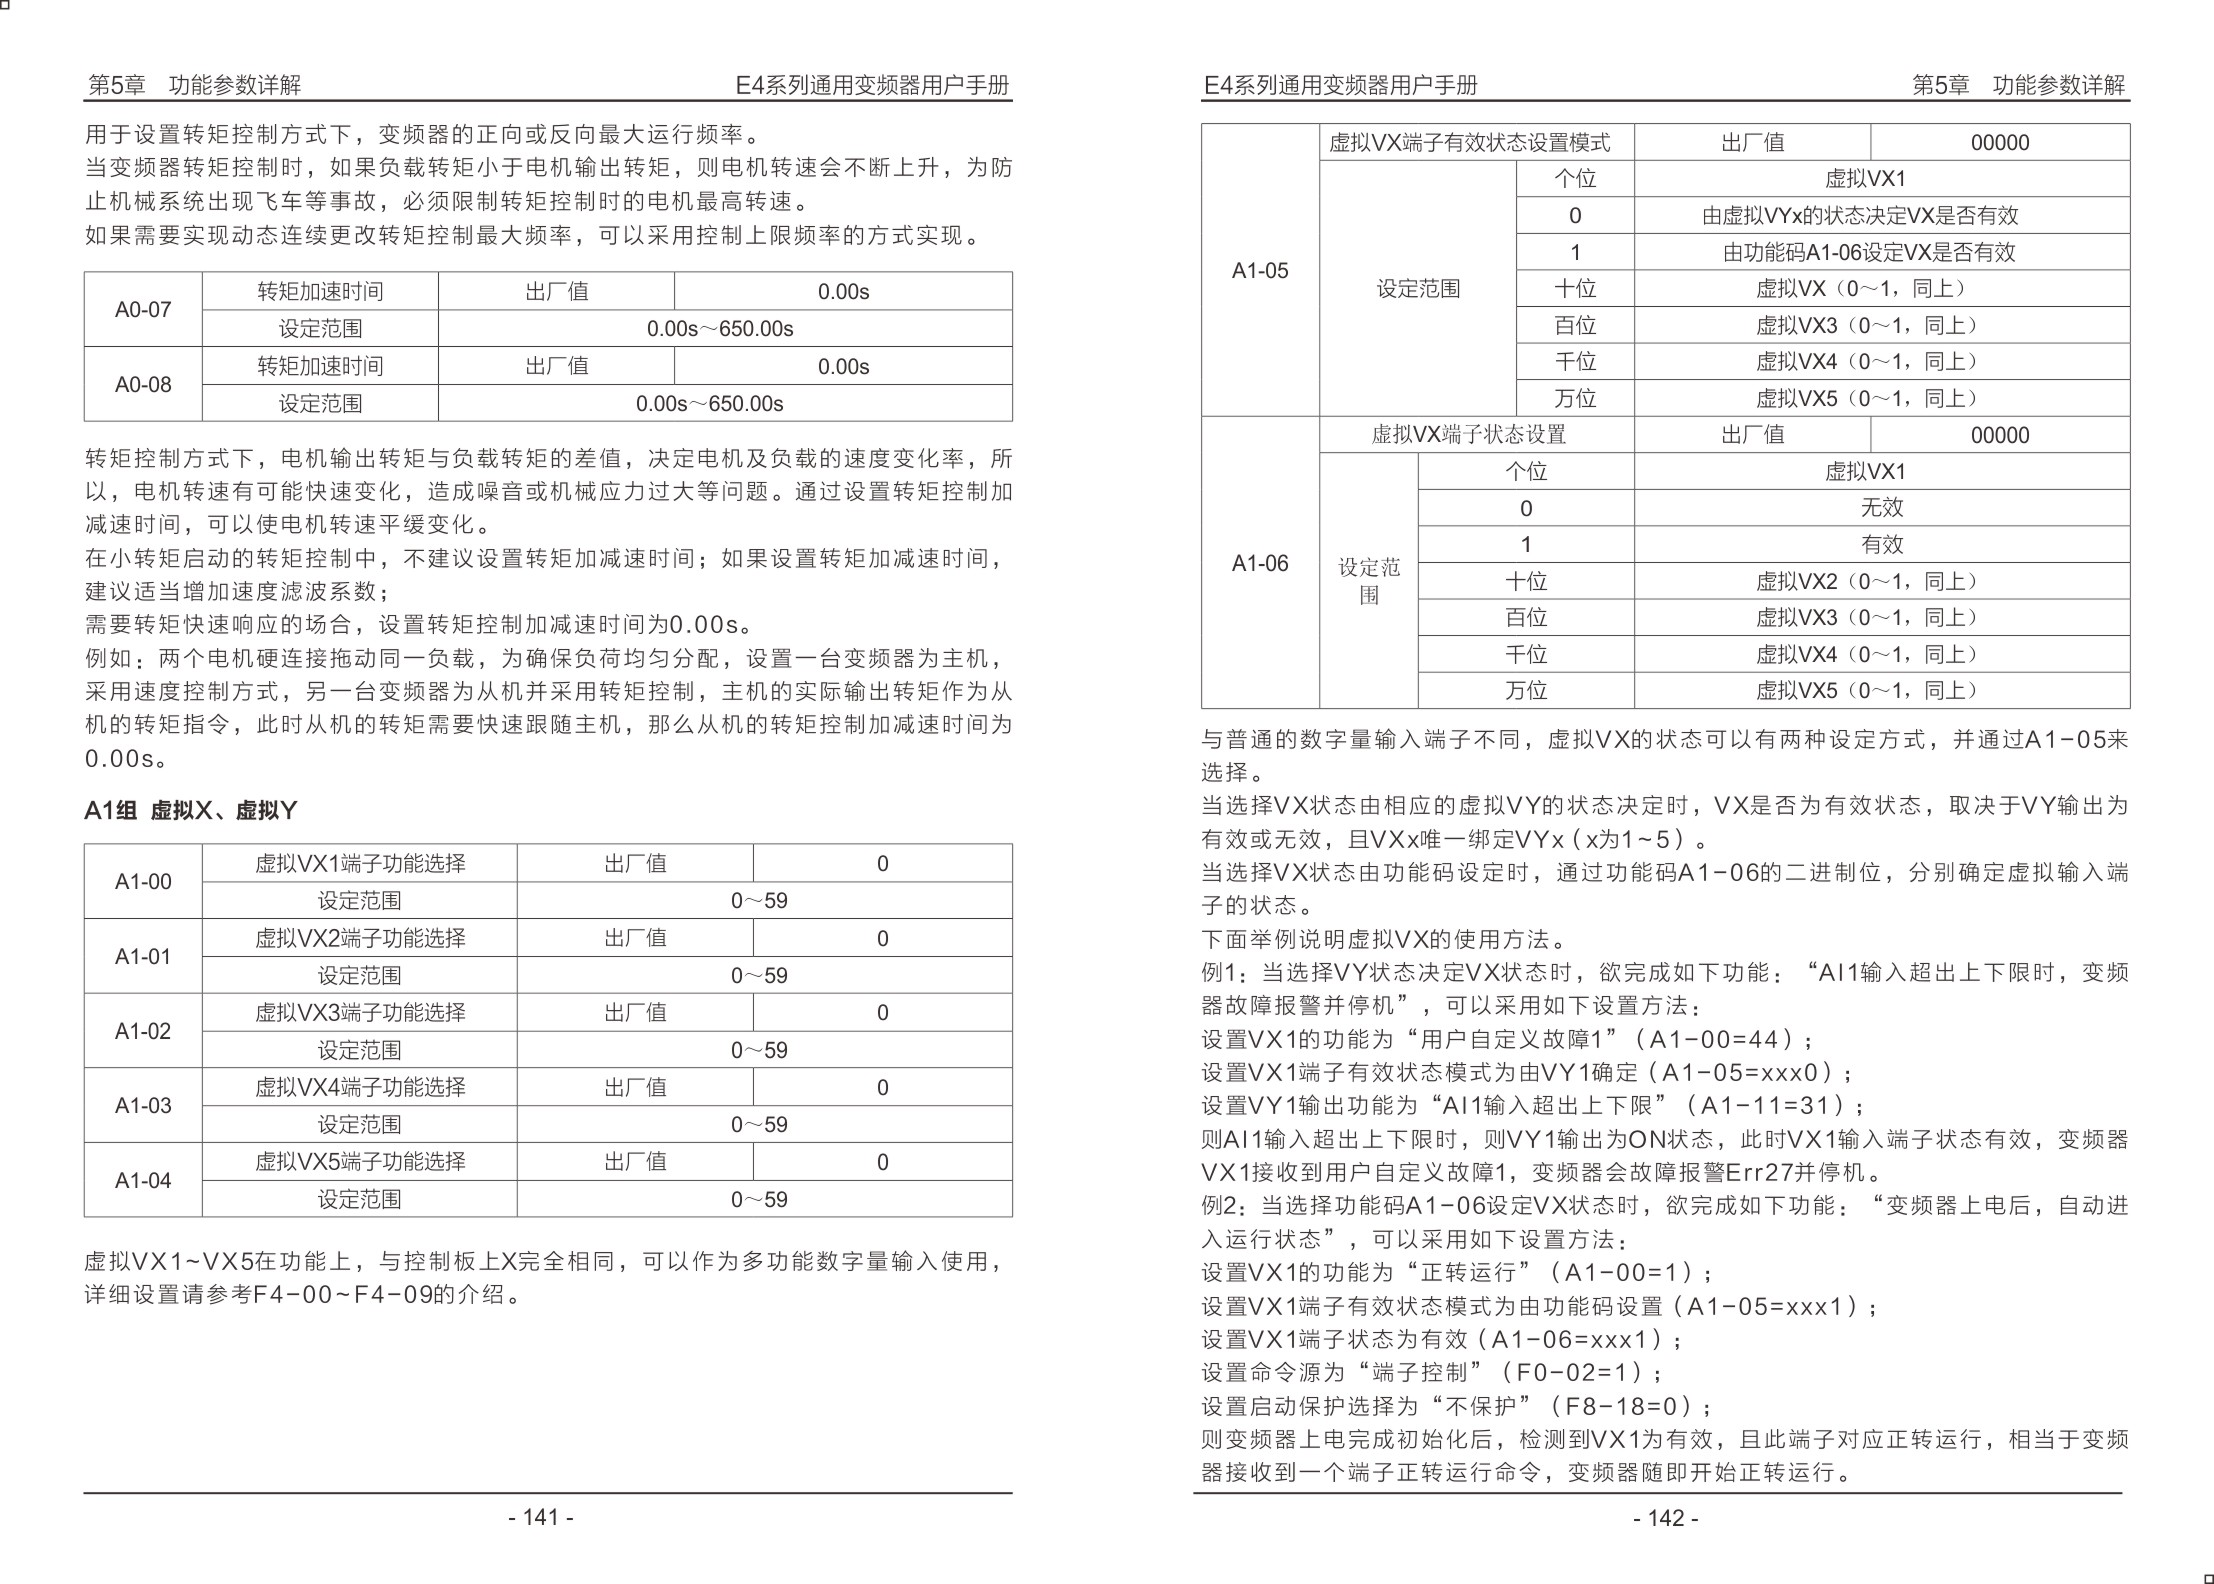 第5章　功能参数详解
E4系列通用变频器用户手册
用于设置转矩控制方式下，变频器的正向或反向最大运行频率。
当变频器转矩控制时，如果负载转矩小于电机输出转矩，则电机转速会不断上升，为防
止机械系统出现飞车等事故，必须限制转矩控制时的电机最高转速。
如果需要实现动态连续更改转矩控制最大频率，可以采用控制上限频率的方式实现。
A0-07 转矩加速时间 出厂值 0.00s
设定范围 0.00s～650.00s
A0-08 转矩加速时间 出厂值 0.00s
设定范围 0.00s～650.00s
转矩控制方式下，电机输出转矩与负载转矩的差值，决定电机及负载的速度变化率，所
以，电机转速有可能快速变化，造成噪音或机械应力过大等问题。通过设置转矩控制加
减速时间，可以使电机转速平缓变化。
在小转矩启动的转矩控制中，不建议设置转矩加减速时间；如果设置转矩加减速时间，
建议适当增加速度滤波系数；
需要转矩快速响应的场合，设置转矩控制加减速时间为0.00s。
例如：两个电机硬连接拖动同一负载，为确保负荷均匀分配，设置一台变频器为主机，
采用速度控制方式，另一台变频器为从机并采用转矩控制，主机的实际输出转矩作为从
机的转矩指令，此时从机的转矩需要快速跟随主机，那么从机的转矩控制加减速时间为
0.00s。
A1组 虚拟X、虚拟Y
A1-00 虚拟VX1端子功能选择 出厂值 0
设定范围 0～59
A1-01 虚拟VX2端子功能选择 出厂值 0
设定范围 0～59
A1-02 虚拟VX3端子功能选择 出厂值 0
设定范围 0～59
A1-03 虚拟VX4端子功能选择 出厂值 0
设定范围 0～59
A1-04 虚拟VX5端子功能选择 出厂值 0
设定范围 0～59
虚拟VX1~VX5在功能上，与控制板上X完全相同，可以作为多功能数字量输入使用，
详细设置请参考F4-00~F4-09的介绍。
- 141 -
E4系列通用变频器用户手册
第5章　功能参数详解
A1-05 虚拟VX端子有效状态设置模式 出厂值 00000
设定范围 个位 虚拟VX1
0 由虚拟VYx的状态决定VX是否有效
1 由功能码A1-06设定VX是否有效
十位 虚拟VX（0～1，同上）
百位 虚拟VX3（0～1，同上）
千位 虚拟VX4（0～1，同上）
万位 虚拟VX5（0～1，同上）
A1-06 虚拟VX端子状态设置 出厂值 00000
设定范围 个位 虚拟VX1
0 无效
1 有效
十位 虚拟VX2（0～1，同上）
百位 虚拟VX3（0～1，同上）
千位 虚拟VX4（0～1，同上）
万位 虚拟VX5（0～1，同上）
与普通的数字量输入端子不同，虚拟VX的状态可以有两种设定方式，并通过A1-05来
选择。
当选择VX状态由相应的虚拟VY的状态决定时，VX是否为有效状态，取决于VY输出为
有效或无效，且VXx唯一绑定VYx（x为1~5）。
当选择VX状态由功能码设定时，通过功能码A1-06的二进制位，分别确定虚拟输入端
子的状态。
下面举例说明虚拟VX的使用方法。
例1：当选择VY状态决定VX状态时，欲完成如下功能：“AI1输入超出上下限时，变频
器故障报警并停机”，可以采用如下设置方法：
设置VX1的功能为“用户自定义故障1”（A1-00=44）；
设置VX1端子有效状态模式为由VY1确定（A1-05=xxx0）；
设置VY1输出功能为“AI1输入超出上下限”（A1-11=31）；
则AI1输入超出上下限时，则VY1输出为ON状态，此时VX1输入端子状态有效，变频器
VX1接收到用户自定义故障1，变频器会故障报警Err27并停机。
例2：当选择功能码A1-06设定VX状态时，欲完成如下功能：“变频器上电后，自动进
入运行状态”，可以采用如下设置方法：
设置VX1的功能为“正转运行”（A1-00=1）；
设置VX1端子有效状态模式为由功能码设置（A1-05=xxx1）；
设置VX1端子状态为有效（A1-06=xxx1）；
设置命令源为“端子控制”（F0-02=1）；
设置启动保护选择为“不保护”（F8-18=0）；
则变频器上电完成初始化后，检测到VX1为有效，且此端子对应正转运行，相当于变频
器接收到一个端子正转运行命令，变频器随即开始正转运行。
- 142 -